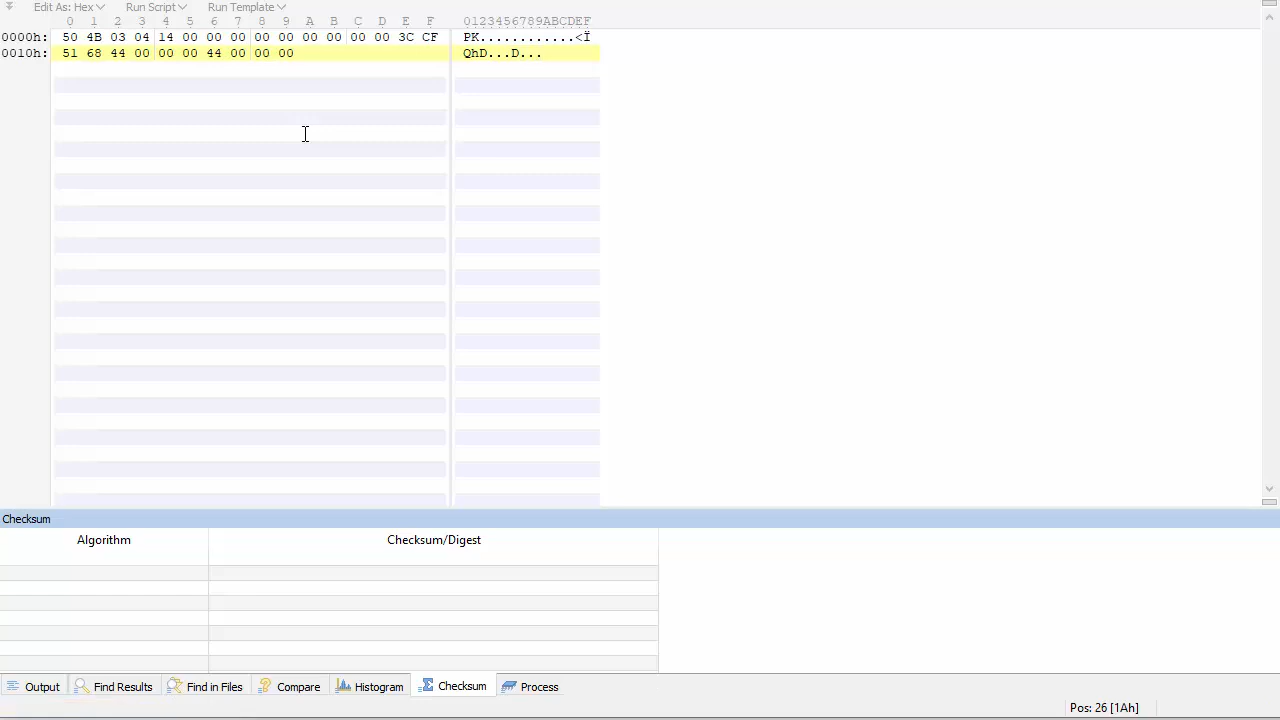 Edit As: Hex Run Script Run Template
0 1 2 3 4 5 6 7 8 9 A B C D E F 0123456789ABCDEF
0000h: 50 4B 03 04 14 00 00 00 00 00 00 00 00 00 3C CF PK............<Ï
0010h: 51 68 44 00 00 00 44 00 00 00 QhD...D...
Checksum
Algorithm Checksum/Digest
Output Find Results Find in Files Compare Histogram Checksum Process
Pos: 26 [1Ah]